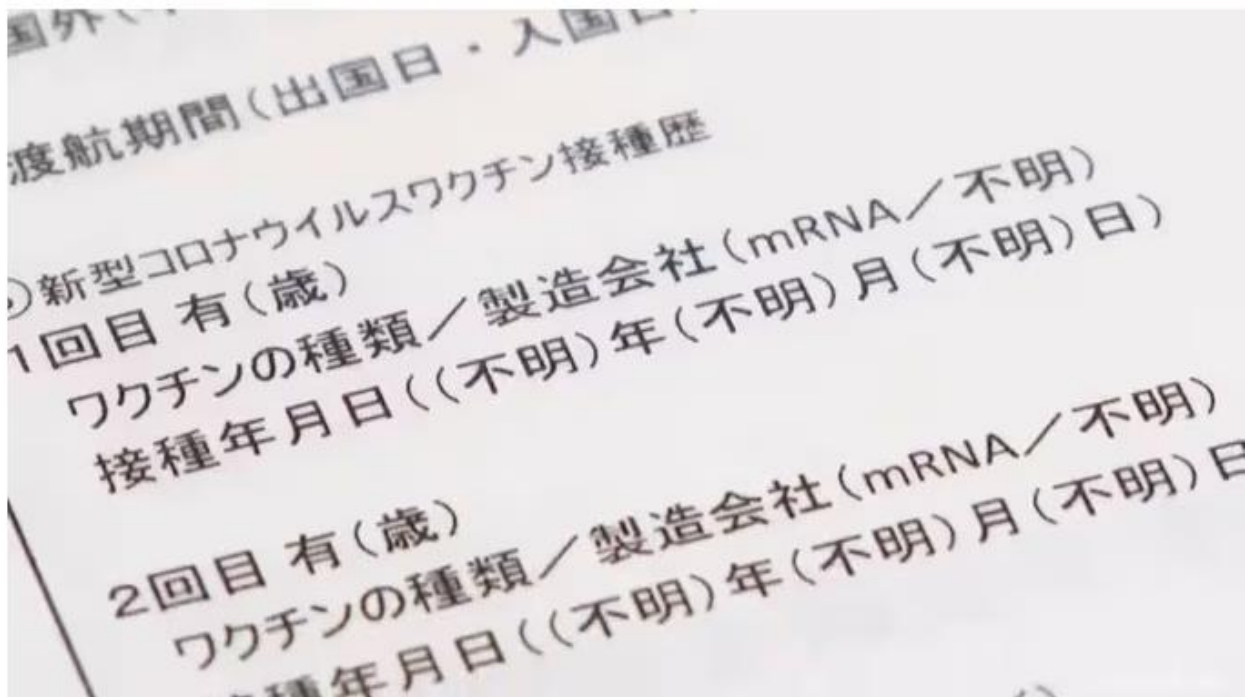 国外(
渡航期間(出国日・入国日
)新型コロナウイルスワクチン接種歴
1回目 有(歳)
ワクチンの種類/製造会社(mRNA/不明)
接種年月日((不明)年(不明)月(不明)日)
2回目 有(歳)
ワクチンの種類/製造会社(mRNA/不明)
接種年月日((不明)年(不明)月(不明)日